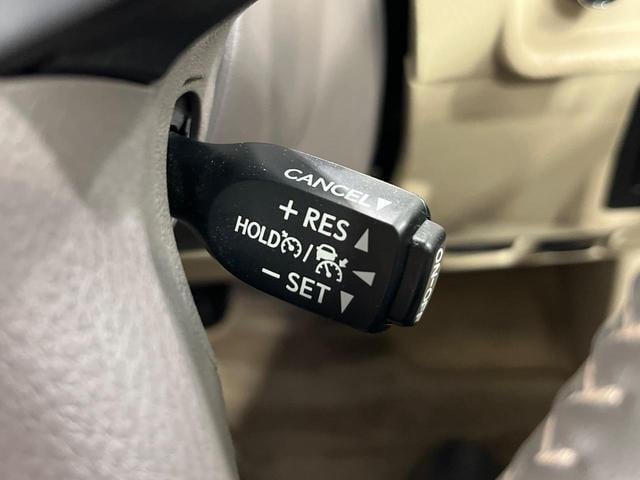 CANCEL▼
+ RES ▲
HOLD /
− SET ▼
ON-OFF